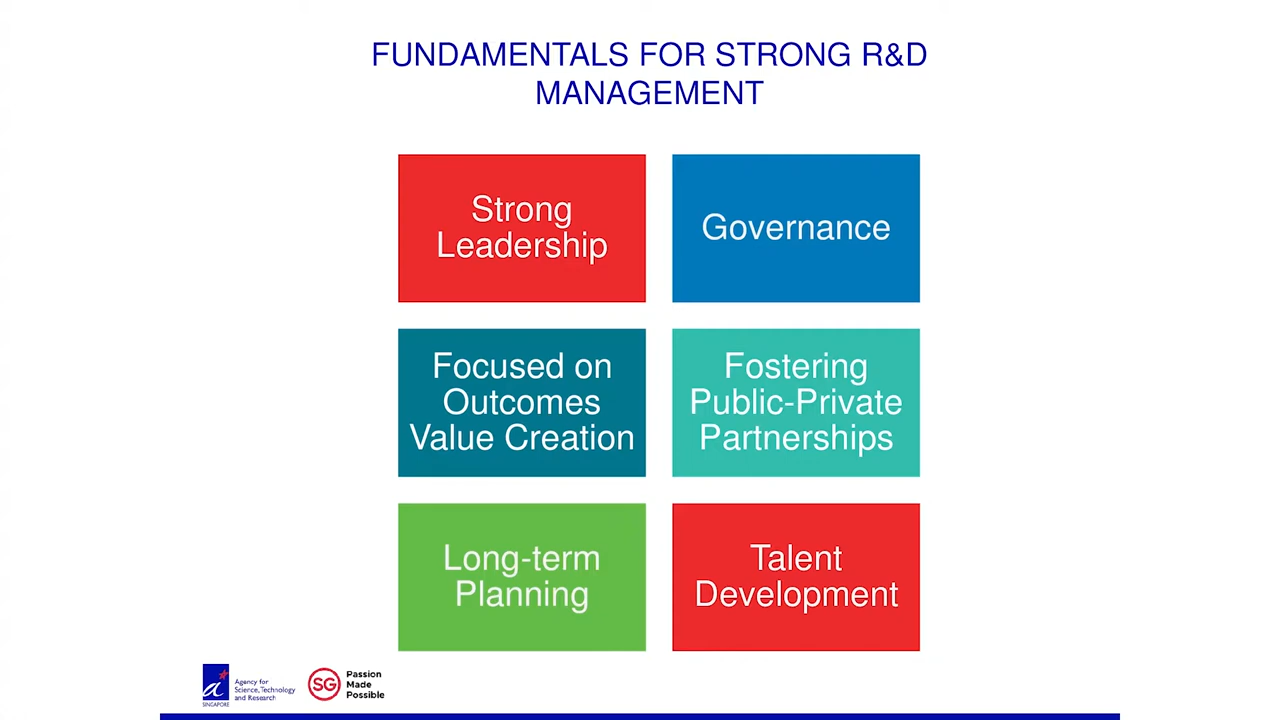 FUNDAMENTALS FOR STRONG R&D
MANAGEMENT
Strong
Leadership
Governance
Focused on
Outcomes
Value Creation
Fostering
Public-Private
Partnerships
Long-term
Planning
Talent
Development
a
Agency for
Science, Technology
and Research
SINGAPORE
SG
Passion
Made
Possible